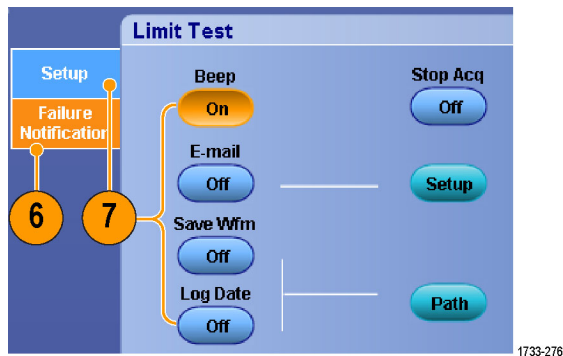 Limit Test
Setup
Failure
Notification
Beep
On
Stop Acq
Off
E-mail
Off
Setup
Save Wfm
Off
Log Date
Off
Path
6
7
1733-276